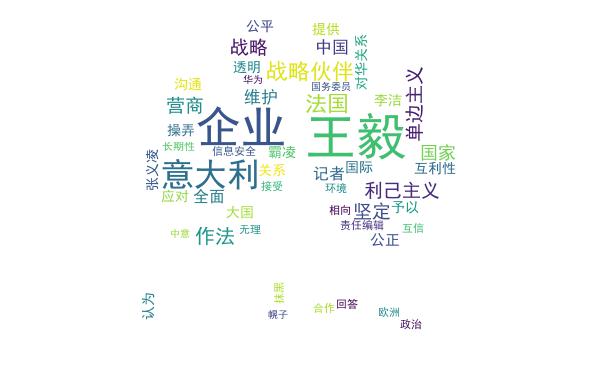 公平
提供
战略
中国
对华关系
透明
战略伙伴
沟通
华为
国务委员
维护
营商
法国
李洁
单边主义
操弄
企业
王毅
长期性
信息安全
霸凌
国家
张义凌
意大利
关系
记者
国际
互利性
接受
环境
利己主义
应对
全面
大国
相向
坚定
予以
中意
作法
无理
责任编辑
互信
公正
认为
抹黑
幌子
合作
回答
欧洲
政治